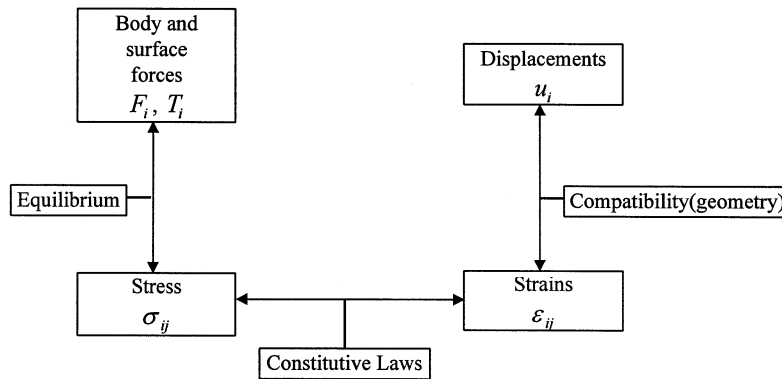 Body and
surface
forces
F_i , T_i
Displacements
u_i
Equilibrium
Compatibility(geometry)
Stress
σ_ij
Strains
ε_ij
Constitutive Laws